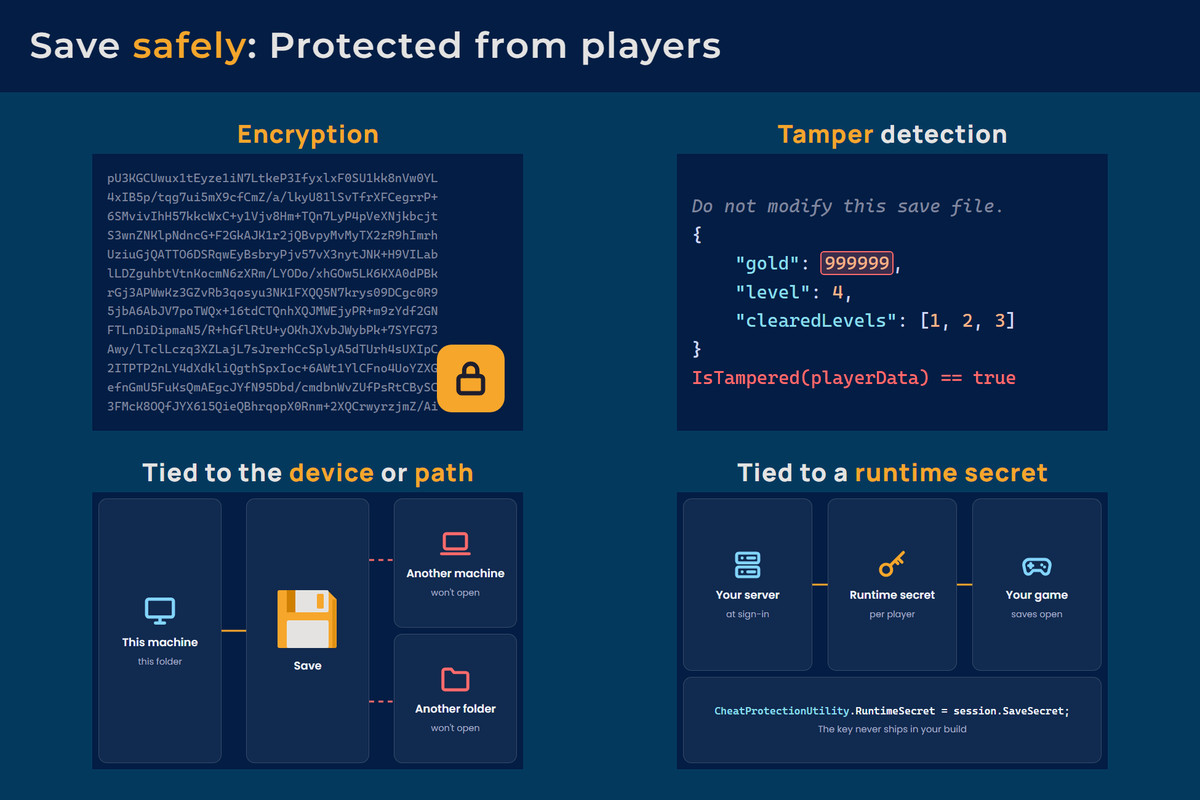 Save safely: Protected from players
Encryption
pU3KGCUwux1tEyze1iN7LtkeP3IfyxlxF0SU1kk8nVw0YL
4xIB5p/tqg7ui5mX9cfCmZ/a/lkyU81lSvTfrXFCegrrP+
6SMvivIhH57kkcWxC+y1Vjv8Hm+TQn7LyP4pVeXNjkbcjt
S3wnZNKlpNdncG+F2GkAJK1r2jQBvpyMvMyTX2zR9hImrh
UziuGjQATTO6DSRqwEyBsbryPjv57vX3nytJNK+H9VILab
lLDZguhbtVtnKocmN6zXRm/LYODo/xhGOw5LK6KXA0dPBk
rGj3APWwKz3GZvRb3qosyu3NK1FXQQ5N7krys09DCgc0R9
5jbA6AbJV7poTWQx+16tdCTQnhXQJMWEjyPR+m9zYdf2GN
FTLnDiDipmaN5/R+hGflRtU+yOKhJXvbJWybPk+7SYFG73
Awy/lTclLczq3XZLajL7sJrerhCcSplyA5dTUrh4sUXIpC
2ITPTP2nLY4dXdkliQgthSpxIoc+6AWt1YlCFno4UoYZXG
efnGmU5FuKsQmAEgcJYfN95Dbd/cmdbnWvZUfPsRtCBySC
3FMcK8OQfJYX615QieQBhrqopX0Rnm+2XQCrwyrzjmZ/Ai
Tamper detection
Do not modify this save file.
{
"gold": 999999,
"level": 4,
"clearedLevels": [1, 2, 3]
}
IsTampered(playerData) == true
Tied to the device or path
This machine
this folder
Save
Another machine
won't open
Another folder
won't open
Tied to a runtime secret
Your server
at sign-in
Runtime secret
per player
Your game
saves open
CheatProtectionUtility.RuntimeSecret = session.SaveSecret;
The key never ships in your build